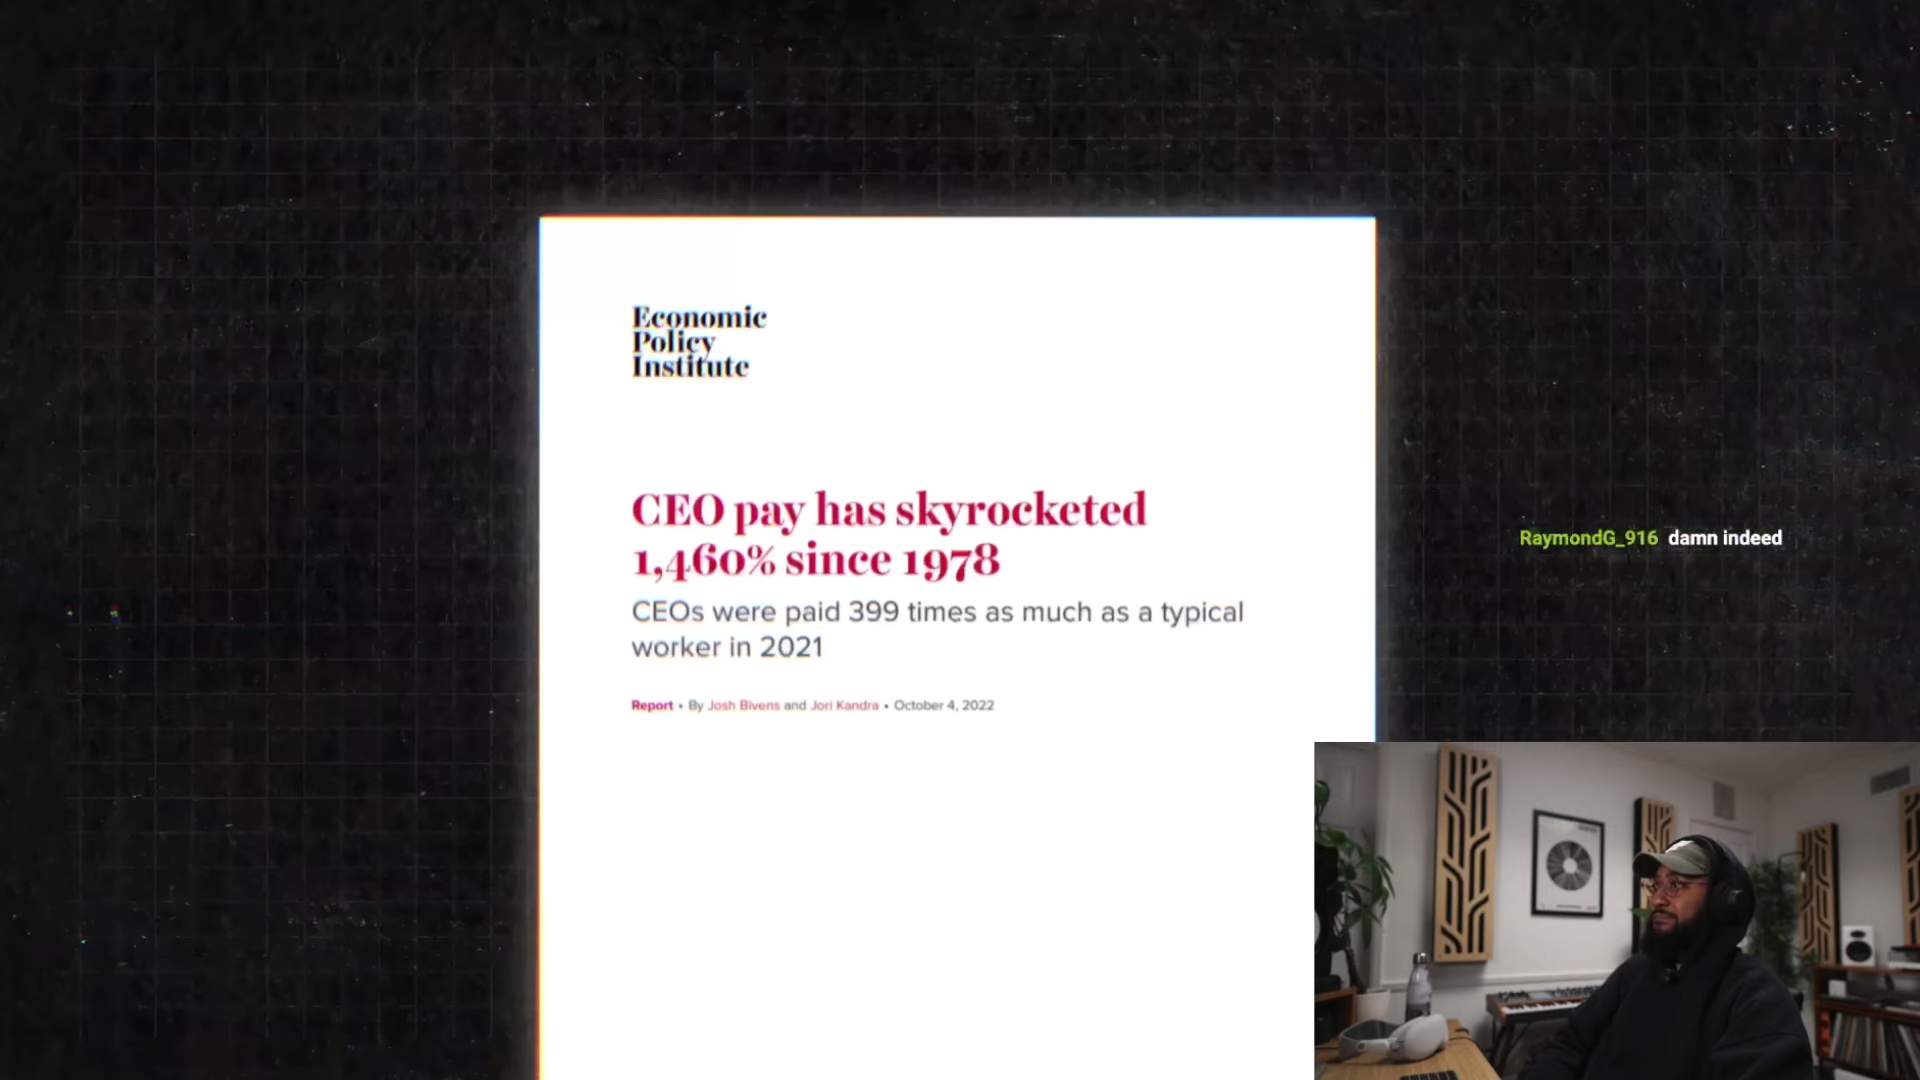 Economic
Policy
Institute
CEO pay has skyrocketed
1,460% since 1978
CEOs were paid 399 times as much as a typical
worker in 2021
Report • By Josh Bivens and Jori Kandra • October 4, 2022
RaymondG_916 damn indeed